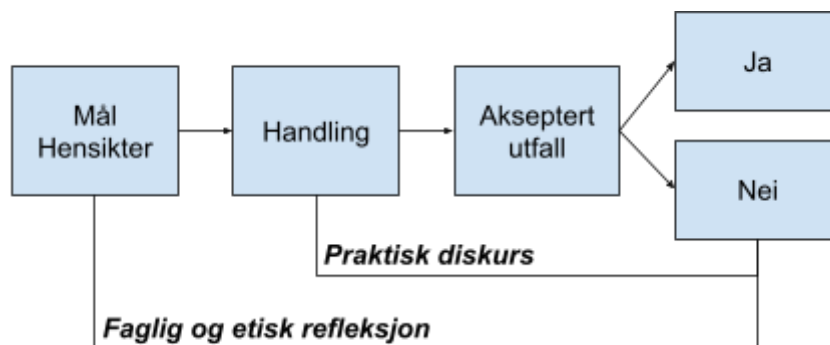 Mål
Hensikter
Handling
Akseptert
utfall
Ja
Nei
Praktisk diskurs
Faglig og etisk refleksjon